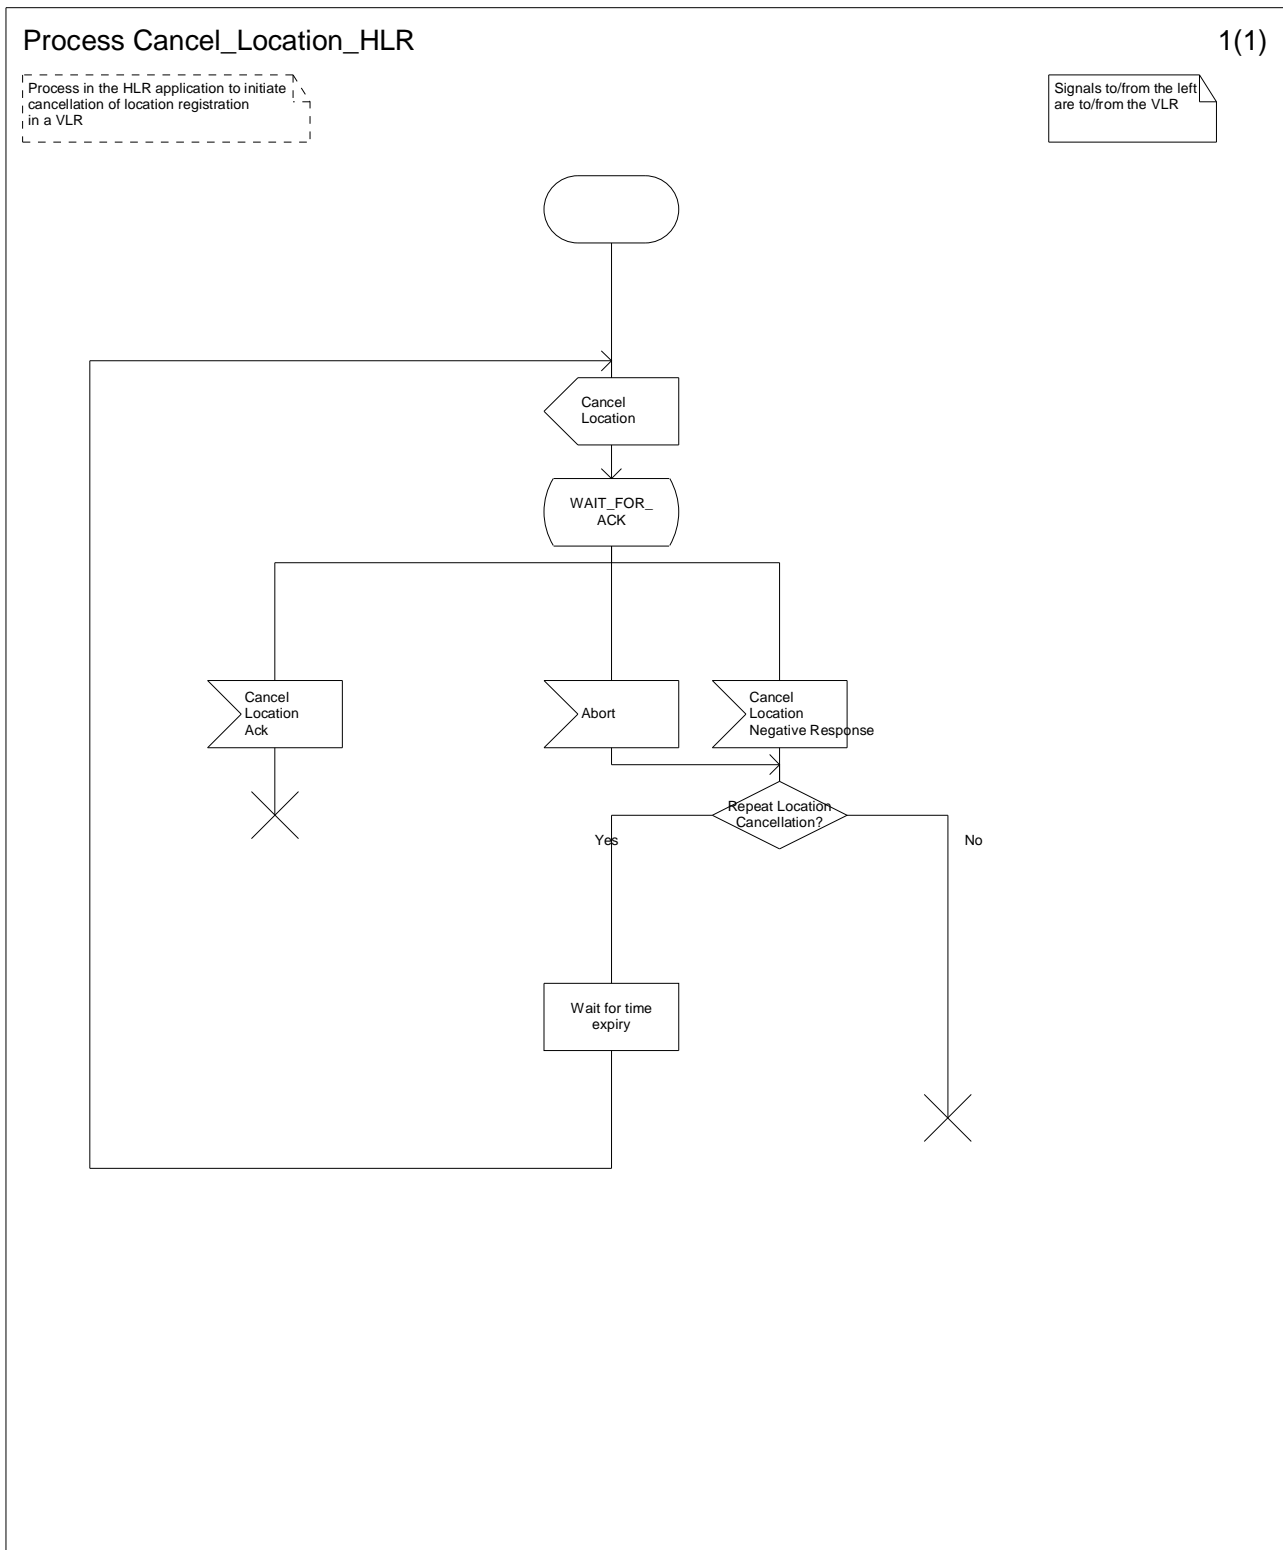 Process Cancel_Location_HLR
1(1)
Process in the HLR application to initiate
cancellation of location registration
in a VLR
Signals to/from the left
are to/from the VLR
Cancel
Location
WAIT_FOR_
ACK
Cancel
Location
Ack
Abort
Cancel
Location
Negative Response
Repeat Location
Cancellation?
Yes
No
Wait for time
expiry